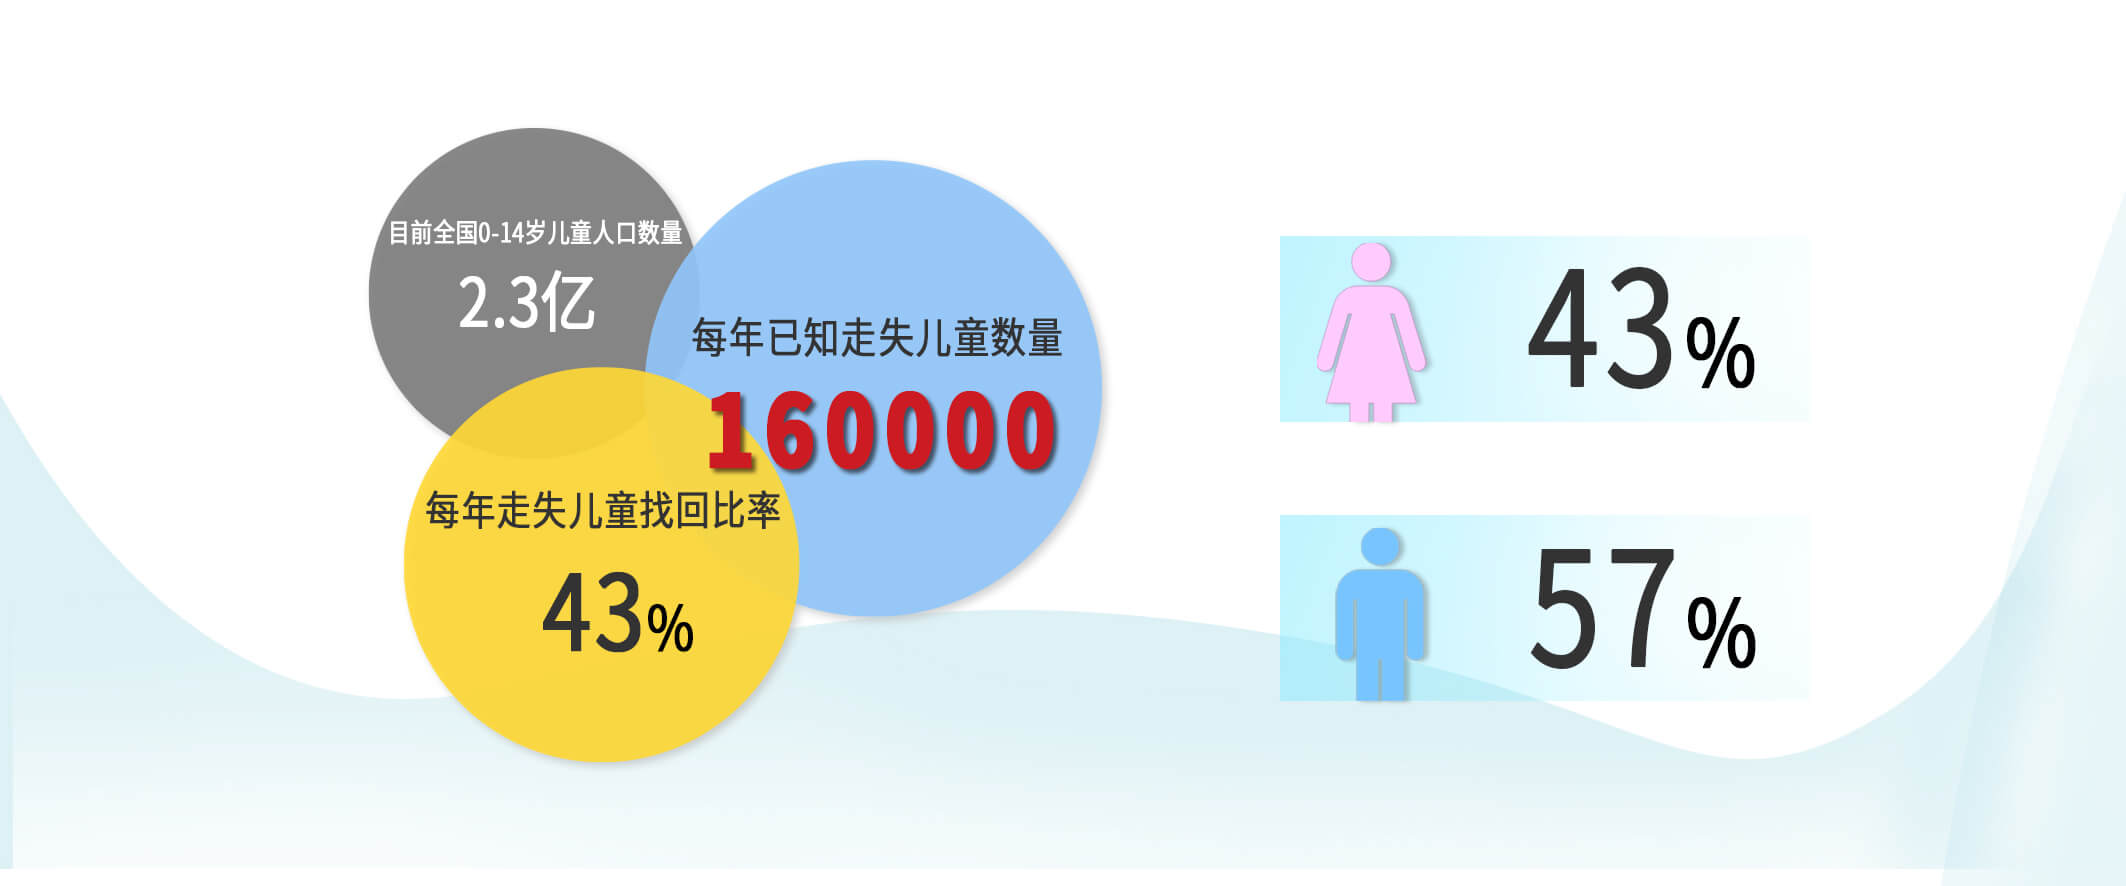 目前全国0-14岁儿童人口数量
2.3亿
每年已知走失儿童数量
160000
每年走失儿童找回比率
43%
43%
57%